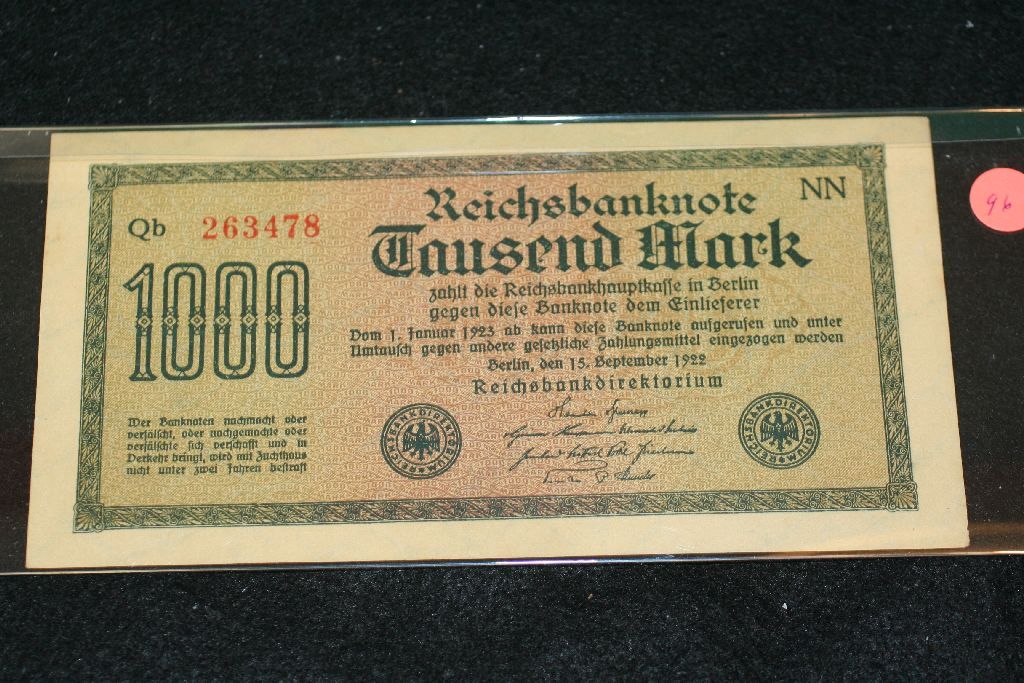 Qb 263478
NN
1000
Reichsbanknote
Tausend Mark
zahlt die Reichsbankhauptkasse in Berlin
gegen diese Banknote dem Einlieferer
Vom 1. Januar 1923 ab kann diese Banknote aufgerufen und unter
Umtausch gegen andere gesetzliche Zahlungsmittel eingezogen werden
Berlin, den 15. September 1922
Reichsbankdirektorium
Wer Banknoten nachmacht oder
verfälscht, oder nachgemachte oder
verfälschte sich verschafft und in
Verkehr bringt, wird mit Zuchthaus
nicht unter zwei Jahren bestraft
REICHSBANKDIREKTORIUM
REICHSBANKDIREKTORIUM
96